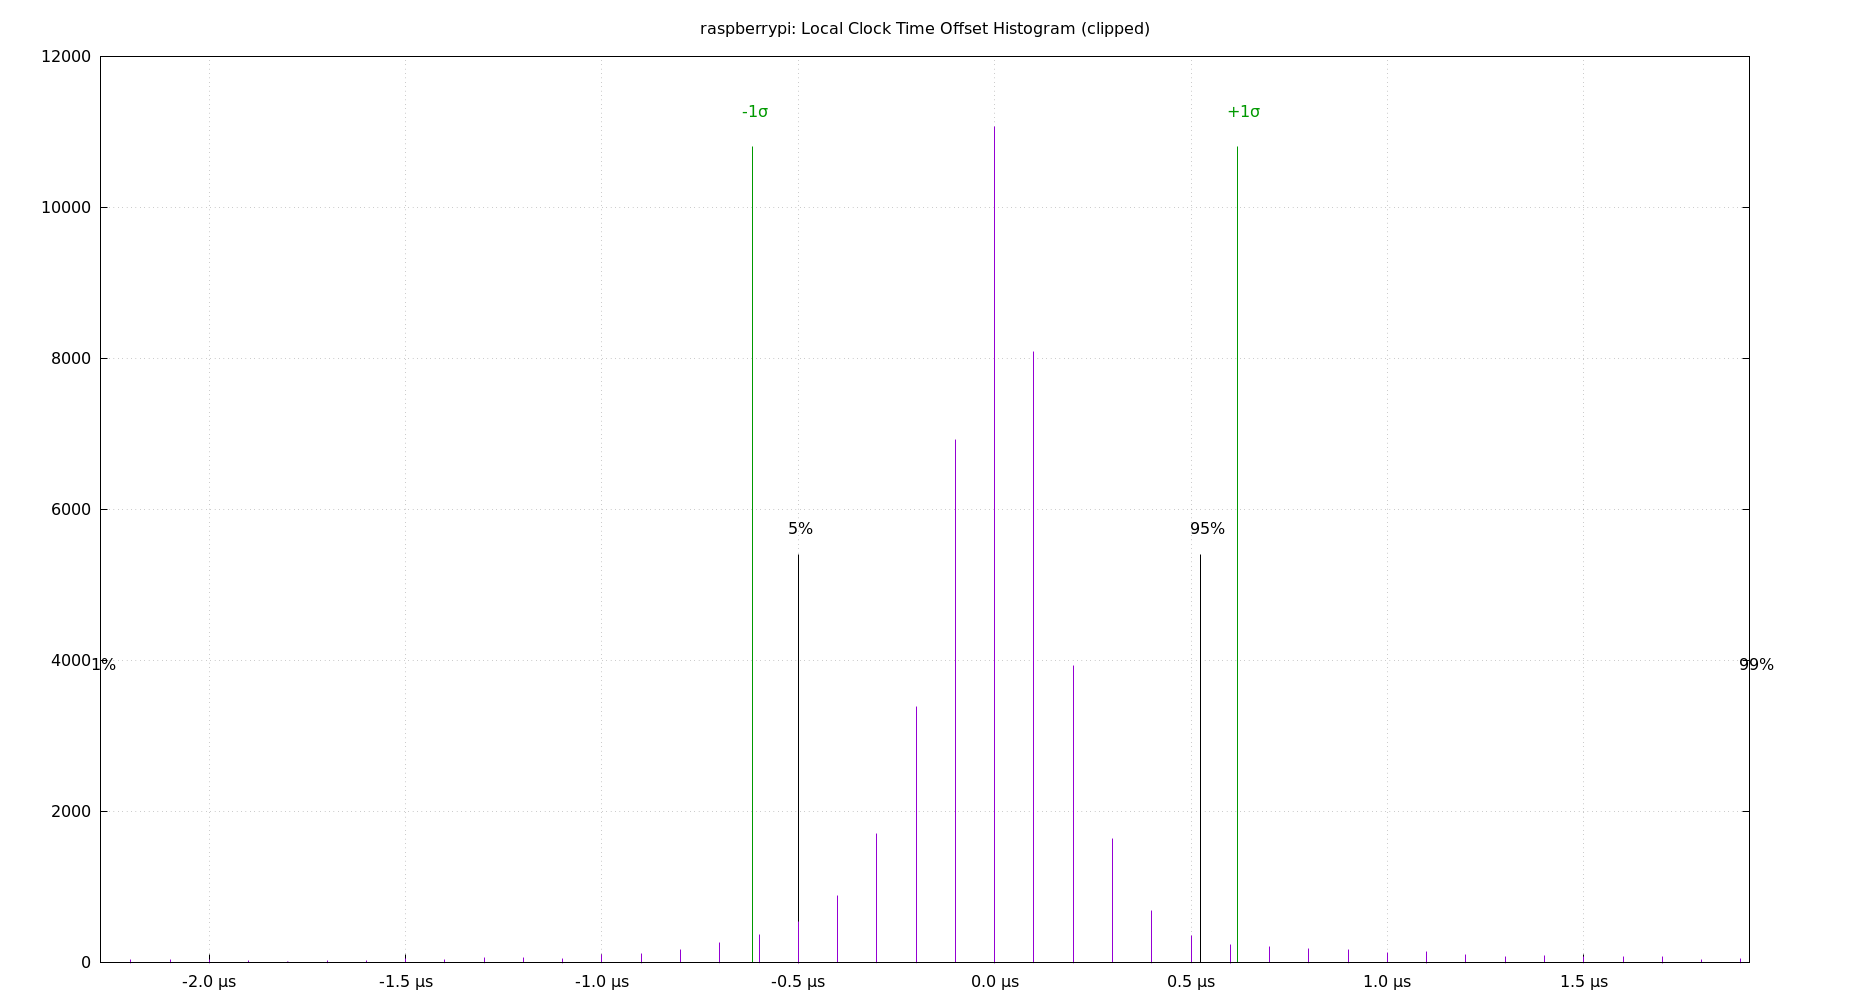 raspberrypi: Local Clock Time Offset Histogram (clipped)
12000
-1σ
+1σ
10000
8000
6000
5%
95%
4000
1%
99%
2000
0
-2.0 µs
-1.5 µs
-1.0 µs
-0.5 µs
0.0 µs
0.5 µs
1.0 µs
1.5 µs